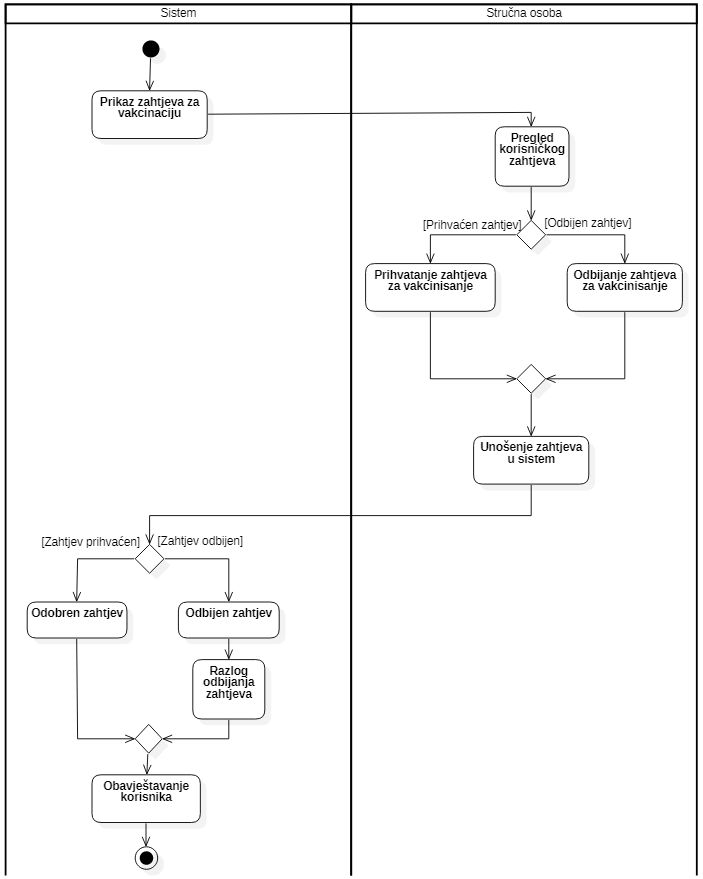 Sistem
Stručna osoba
Prikaz zahtjeva za
vakcinaciju
Pregled
korisničkog
zahtjeva
[Prihvaćen zahtjev]
[Odbijen zahtjev]
Prihvatanje zahtjeva
za vakcinisanje
Odbijanje zahtjeva
za vakcinisanje
Unošenje zahtjeva
u sistem
[Zahtjev prihvaćen]
[Zahtjev odbijen]
Odobren zahtjev
Odbijen zahtjev
Razlog
odbijanja
zahtjeva
Obavještavanje
korisnika